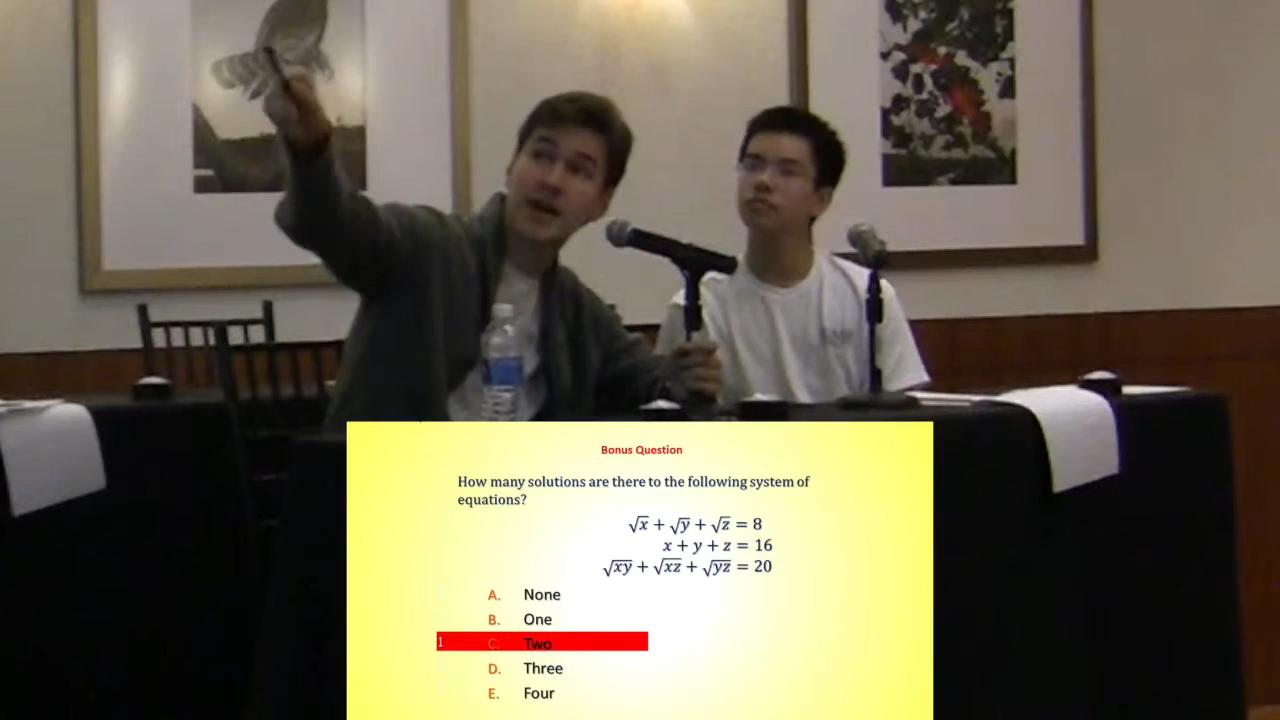 Bonus Question
How many solutions are there to the following system of
equations?
√x + √y + √z = 8
x + y + z = 16
√xy + √xz + √yz = 20
A. None
B. One
1 C. Two
D. Three
E. Four